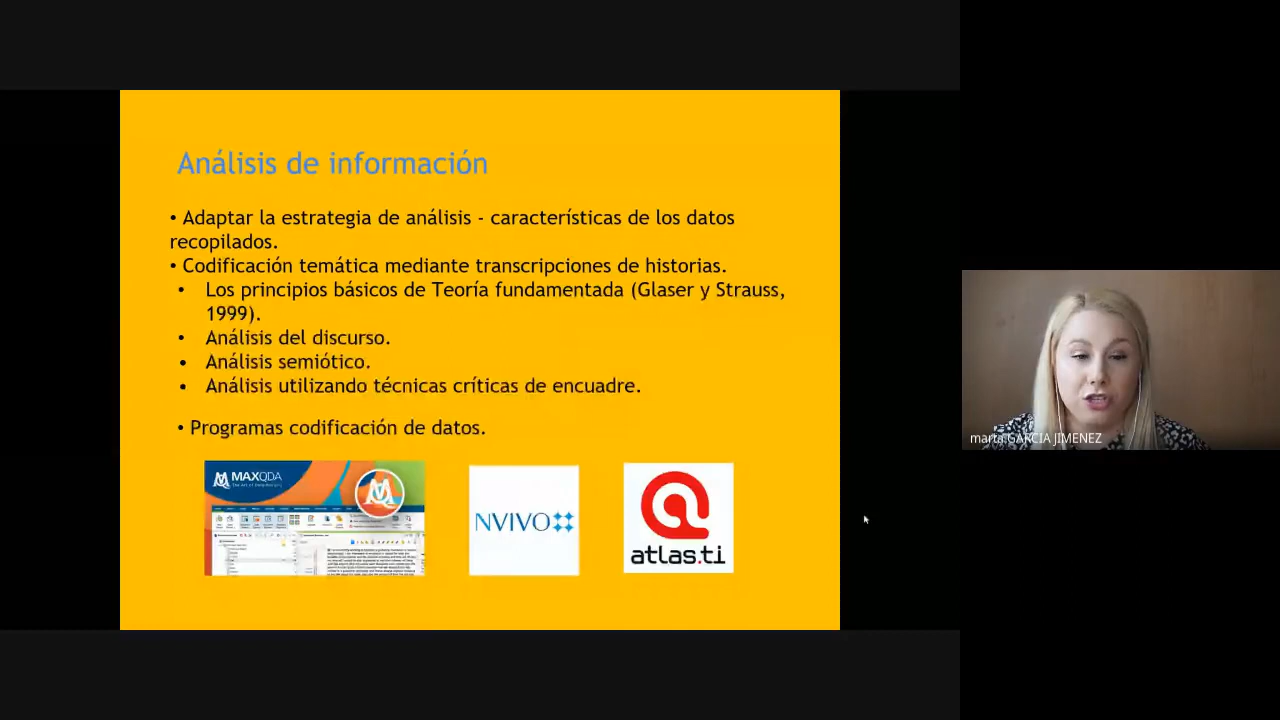 Análisis de información
• Adaptar la estrategia de análisis - características de los datos
recopilados.
• Codificación temática mediante transcripciones de historias.
• Los principios básicos de Teoría fundamentada (Glaser y Strauss,
1999).
• Análisis del discurso.
• Análisis semiótico.
• Análisis utilizando técnicas críticas de encuadre.
• Programas codificación de datos.
MAXQDA
NVIVO
atlas.ti
marta GARCIA JIMENEZ